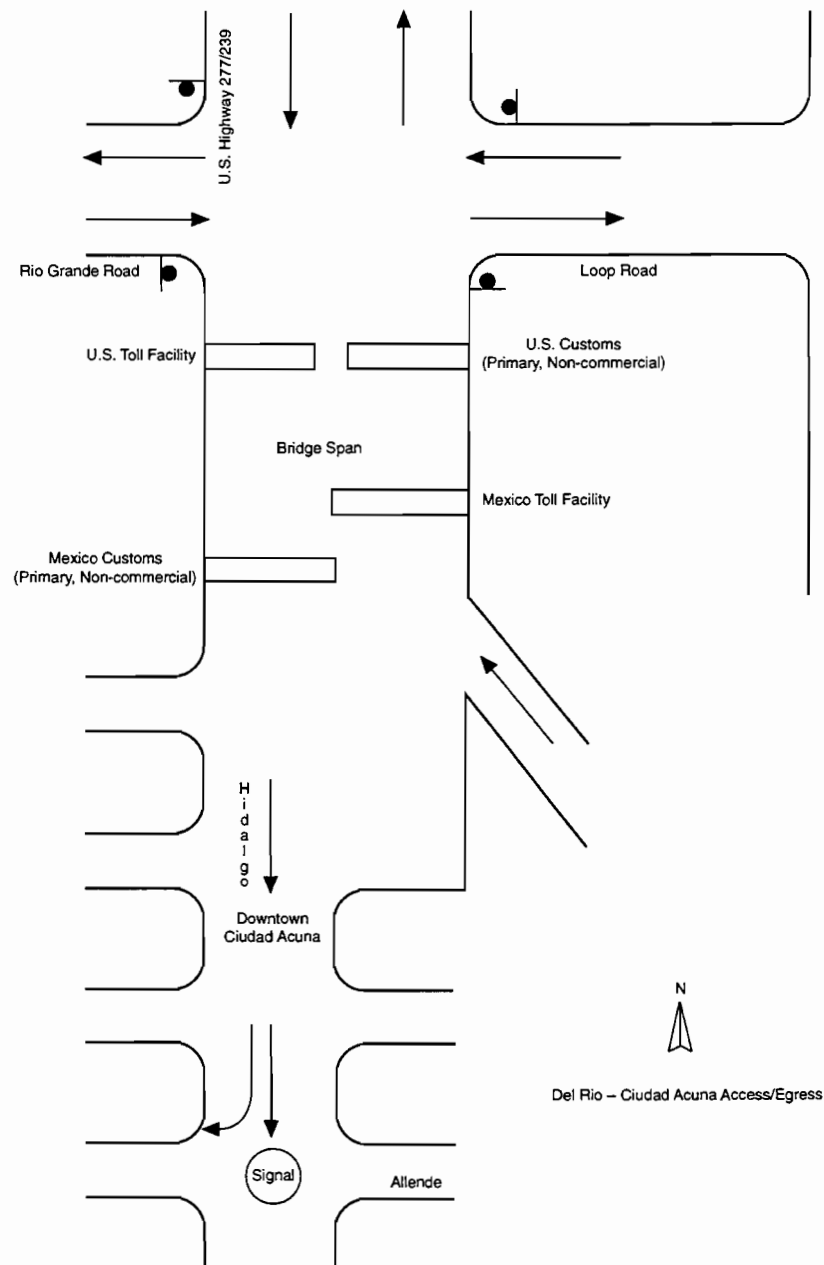 U.S. Highway 277/239
Rio Grande Road
Loop Road
U.S. Toll Facility
U.S. Customs
(Primary, Non-commercial)
Bridge Span
Mexico Toll Facility
Mexico Customs
(Primary, Non-commercial)
Hidalgo
Downtown
Ciudad Acuna
N
Del Rio – Ciudad Acuna Access/Egress
Signal
Allende